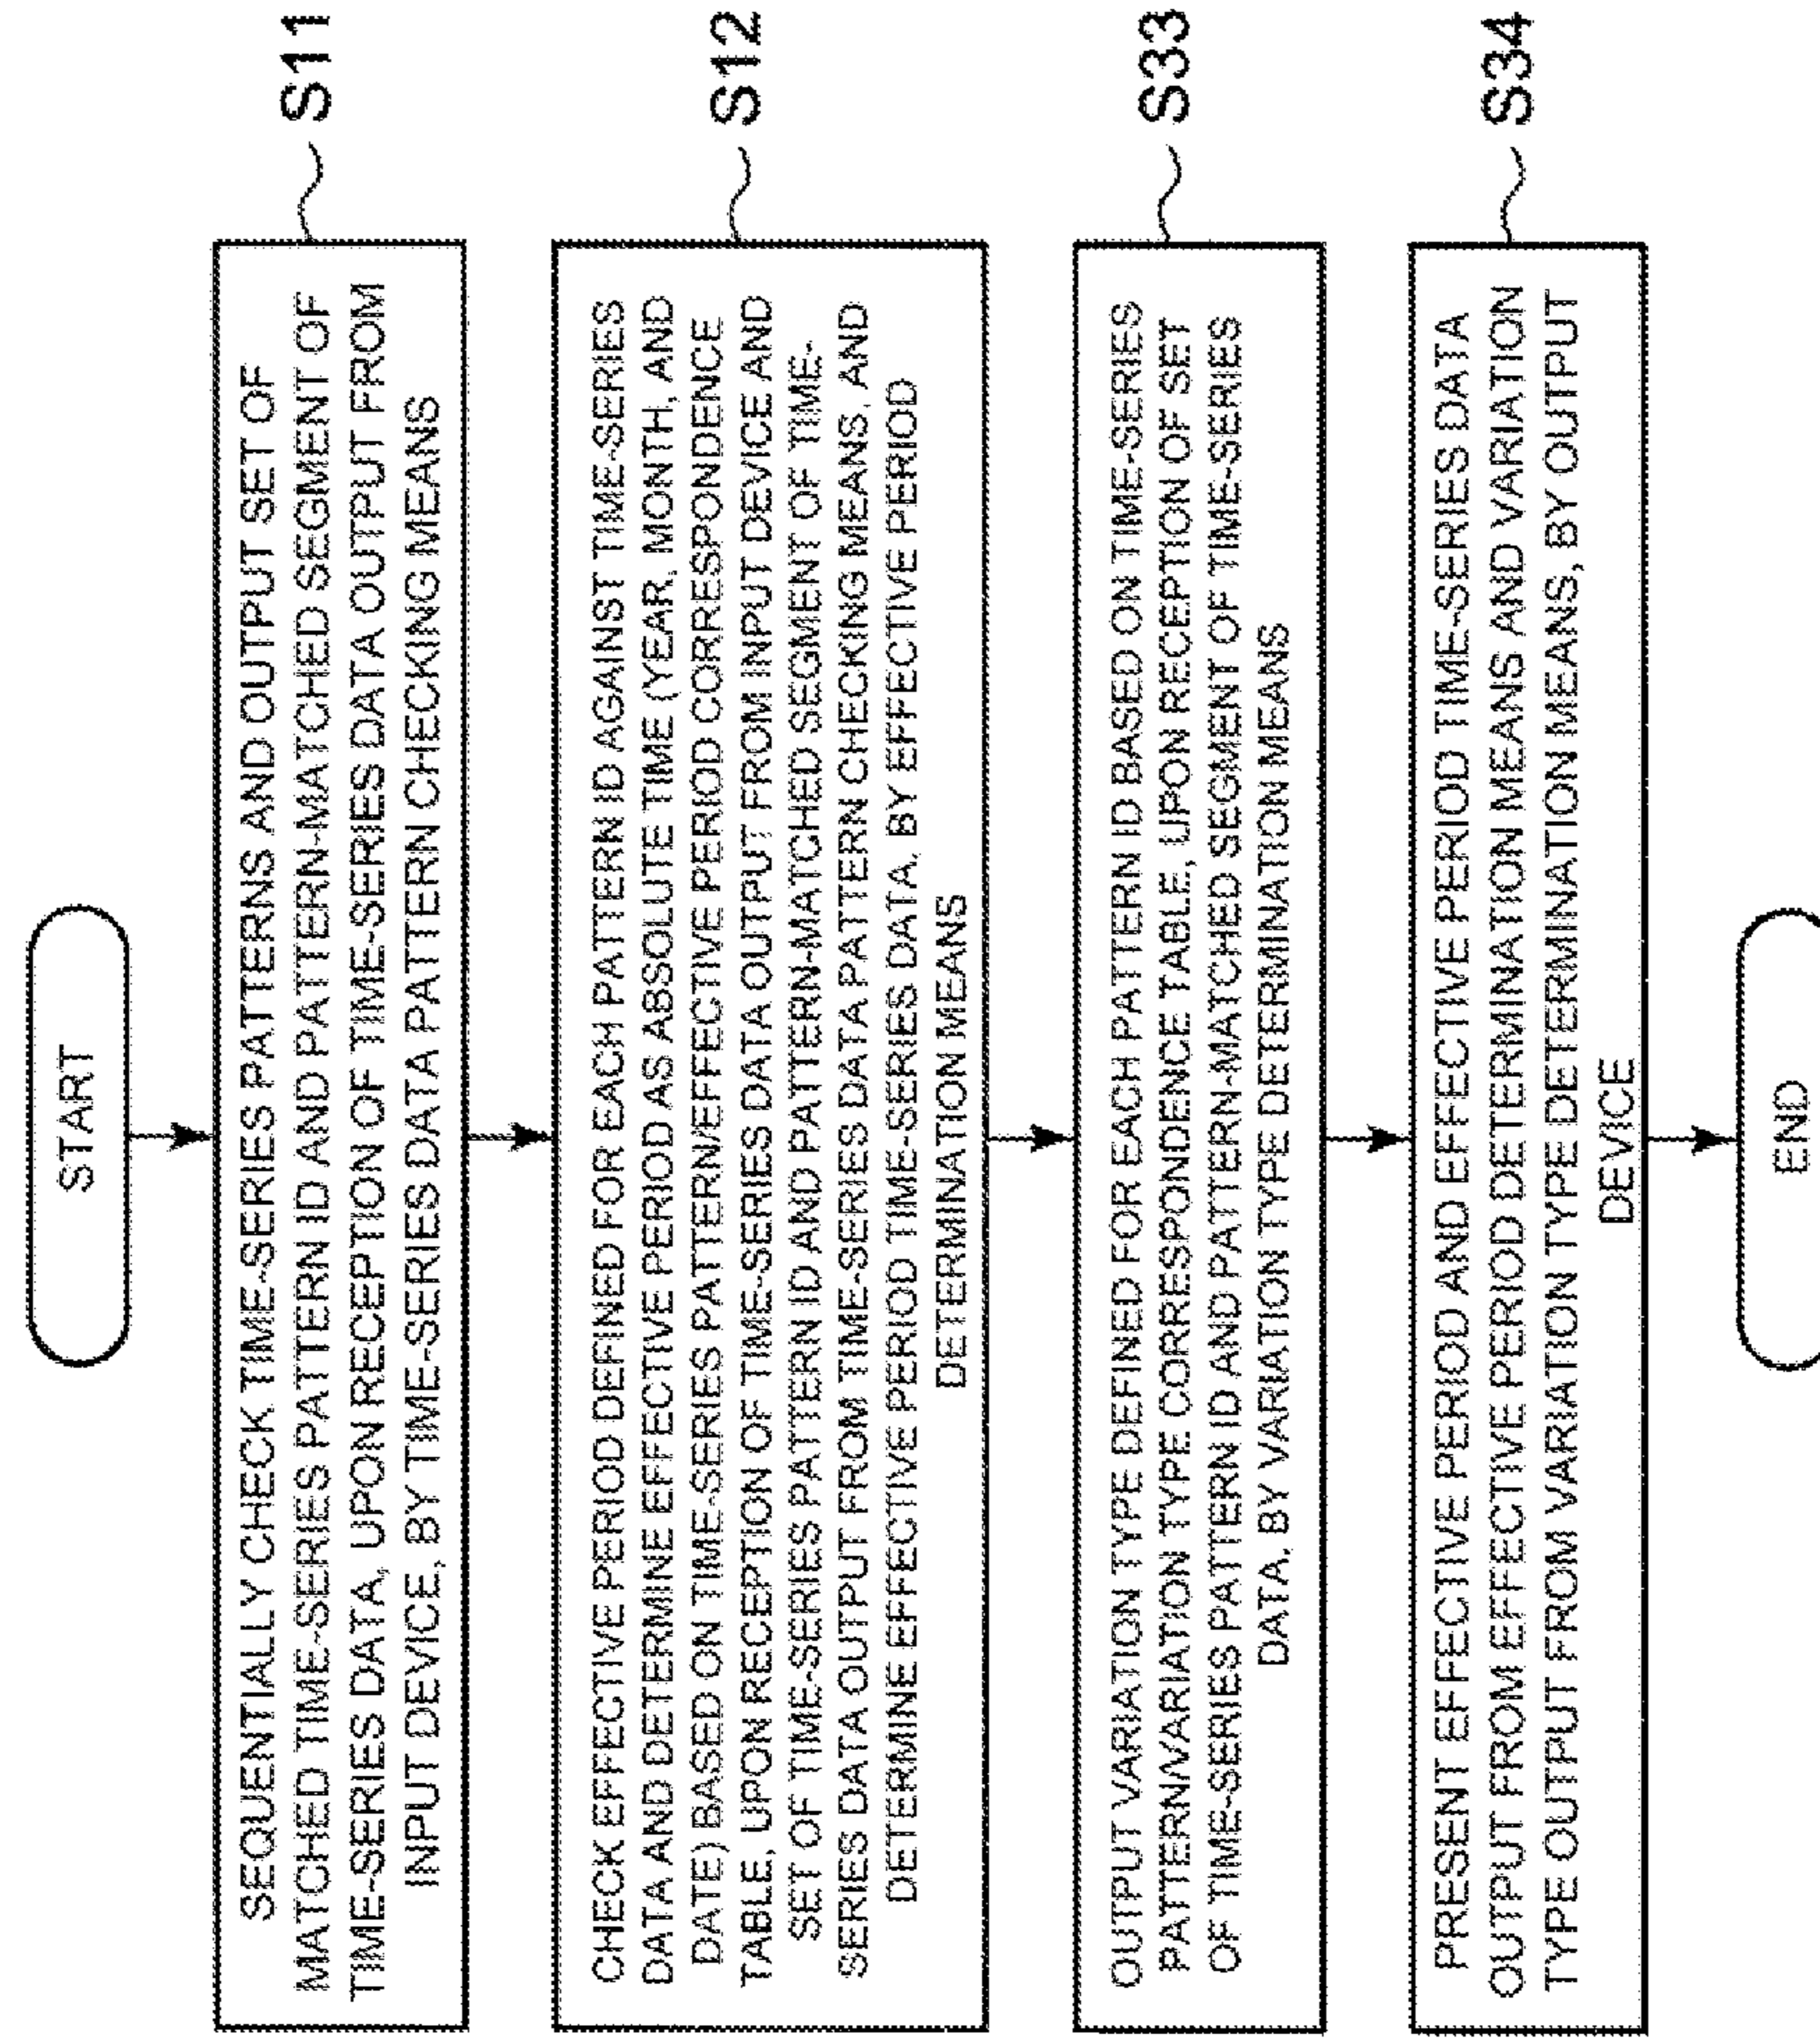 START
SEQUENTIALLY CHECK TIME-SERIES PATTERNS AND OUTPUT SET OF
MATCHED TIME-SERIES PATTERN ID AND PATTERN-MATCHED SEGMENT OF
TIME-SERIES DATA, UPON RECEPTION OF TIME-SERIES DATA OUTPUT FROM
INPUT DEVICE, BY TIME-SERIES DATA PATTERN CHECKING MEANS
S11
CHECK EFFECTIVE PERIOD DEFINED FOR EACH PATTERN ID AGAINST TIME-SERIES
DATA AND DETERMINE EFFECTIVE PERIOD AS ABSOLUTE TIME (YEAR, MONTH, AND
DATE) BASED ON TIME-SERIES PATTERN/EFFECTIVE PERIOD CORRESPONDENCE
TABLE, UPON RECEPTION OF TIME-SERIES DATA OUTPUT FROM INPUT DEVICE AND
SET OF TIME-SERIES PATTERN ID AND PATTERN-MATCHED SEGMENT OF TIME-
SERIES DATA OUTPUT FROM TIME-SERIES DATA PATTERN CHECKING MEANS, AND
DETERMINE EFFECTIVE PERIOD TIME-SERIES DATA, BY EFFECTIVE PERIOD
DETERMINATION MEANS
S12
OUTPUT VARIATION TYPE DEFINED FOR EACH PATTERN ID BASED ON TIME-SERIES
PATTERN/VARIATION TYPE CORRESPONDENCE TABLE, UPON RECEPTION OF SET
OF TIME-SERIES PATTERN ID AND PATTERN-MATCHED SEGMENT OF TIME-SERIES
DATA, BY VARIATION TYPE DETERMINATION MEANS
S33
PRESENT EFFECTIVE PERIOD AND EFFECTIVE PERIOD TIME-SERIES DATA
OUTPUT FROM EFFECTIVE PERIOD DETERMINATION MEANS AND VARIATION
TYPE OUTPUT FROM VARIATION TYPE DETERMINATION MEANS, BY OUTPUT
DEVICE
S34
END